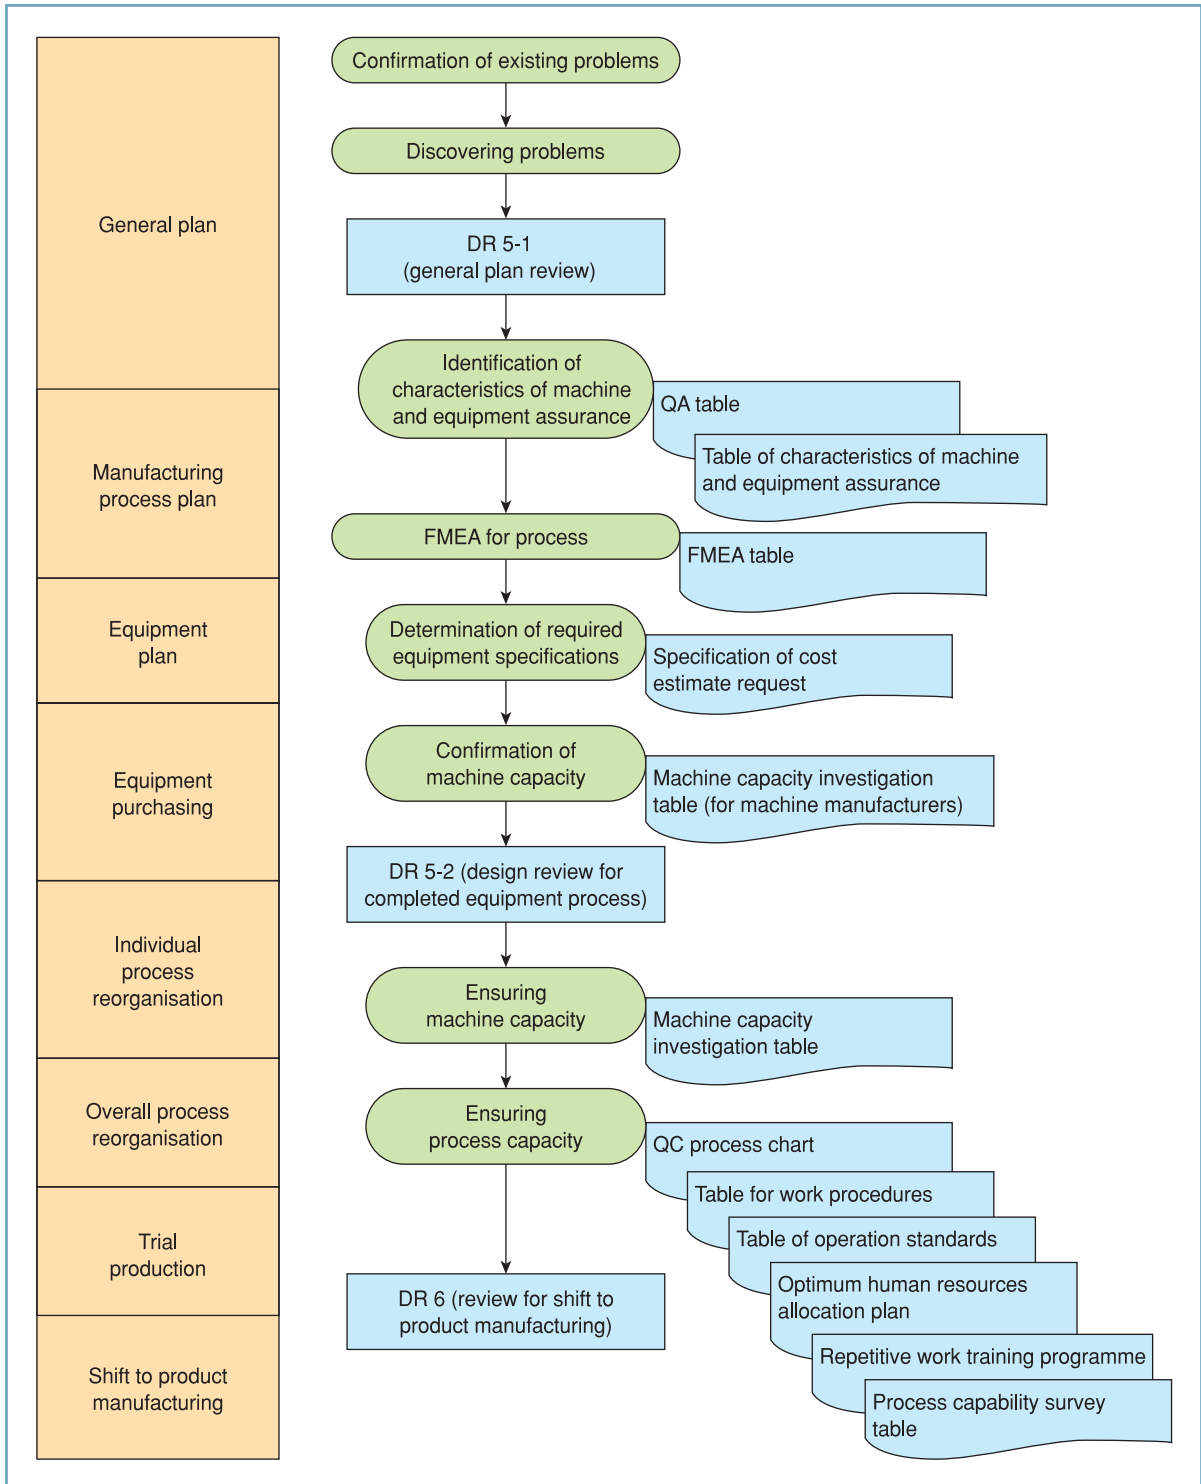 General plan
Manufacturing
process plan
Equipment
plan
Equipment
purchasing
Individual
process
reorganisation
Overall process
reorganisation
Trial
production
Shift to product
manufacturing
Confirmation of existing problems
Discovering problems
DR 5-1
(general plan review)
Identification of
characteristics of machine
and equipment assurance
QA table
Table of characteristics of machine
and equipment assurance
FMEA for process
FMEA table
Determination of required
equipment specifications
Specification of cost
estimate request
Confirmation of
machine capacity
Machine capacity investigation
table (for machine manufacturers)
DR 5-2 (design review for
completed equipment process)
Ensuring
machine capacity
Machine capacity
investigation table
Ensuring
process capacity
QC process chart
Table for work procedures
Table of operation standards
Optimum human resources
allocation plan
Repetitive work training programme
Process capability survey
table
DR 6 (review for shift to
product manufacturing)